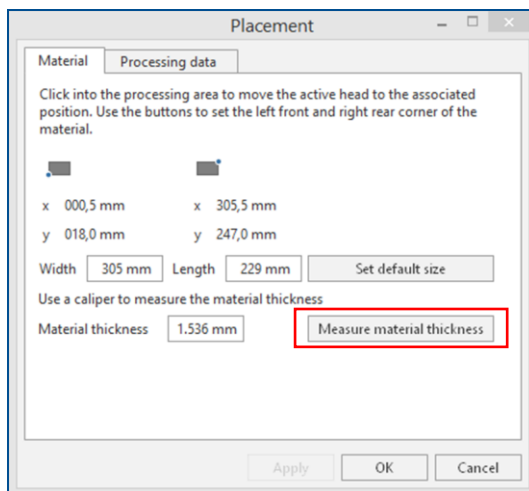 Placement
Material Processing data
Click into the processing area to move the active head to the associated
position. Use the buttons to set the left front and right rear corner of the
material.
x 000,5 mm x 305,5 mm
y 018,0 mm y 247,0 mm
Width 305 mm Length 229 mm Set default size
Use a caliper to measure the material thickness
Material thickness 1.536 mm Measure material thickness
Apply OK Cancel